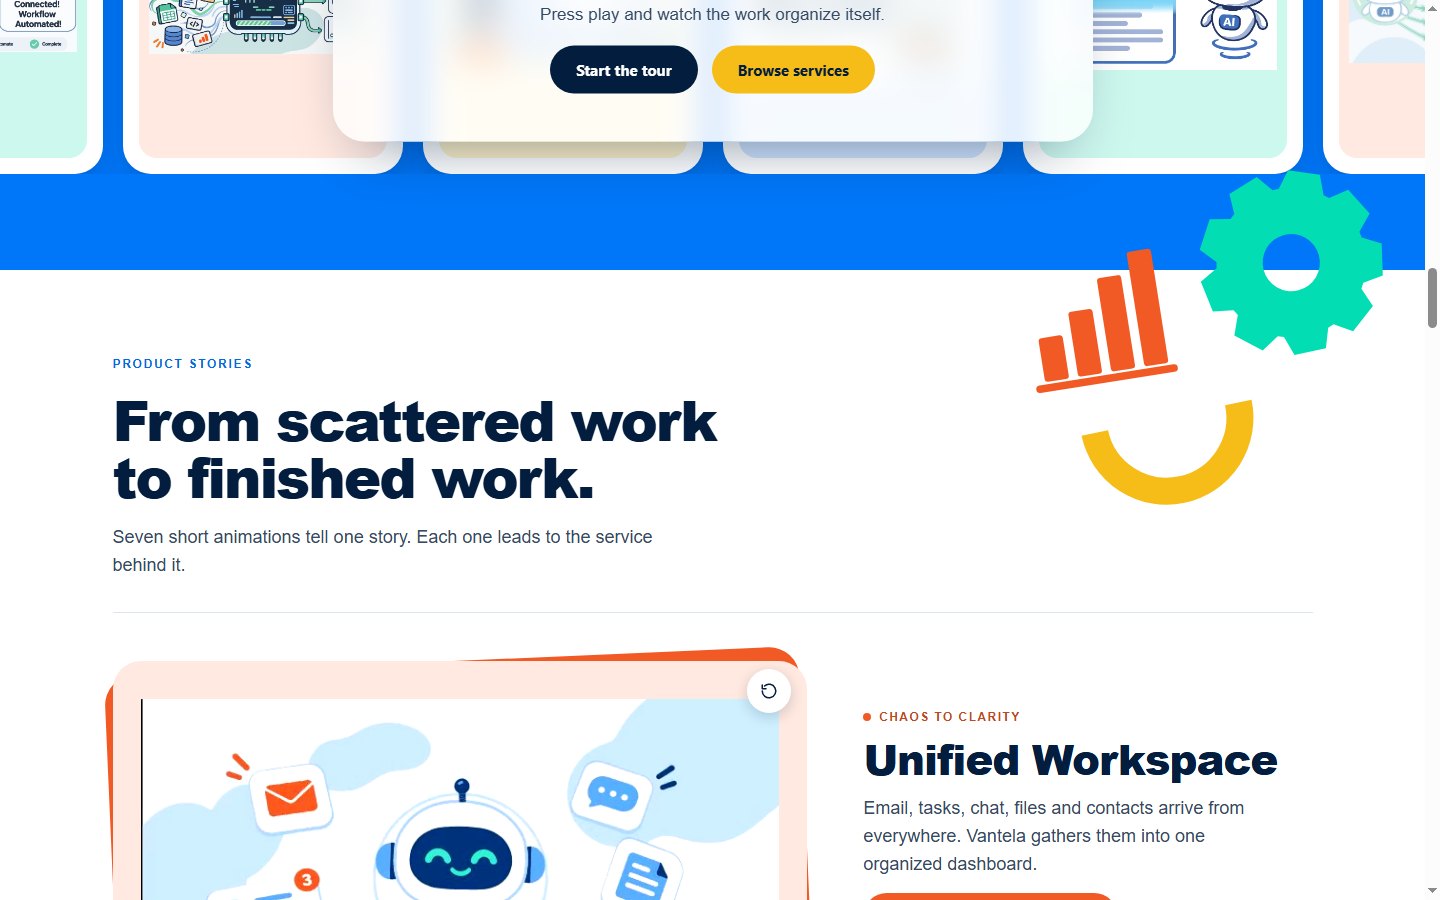 Connected!
Workflow
Automated!
Complete
Press play and watch the work organize itself.
Start the tour
Browse services
AI
AI
PRODUCT STORIES
From scattered work
to finished work.
Seven short animations tell one story. Each one leads to the service
behind it.
CHAOS TO CLARITY
Unified Workspace
Email, tasks, chat, files and contacts arrive from
everywhere. Vantela gathers them into one
organized dashboard.
3